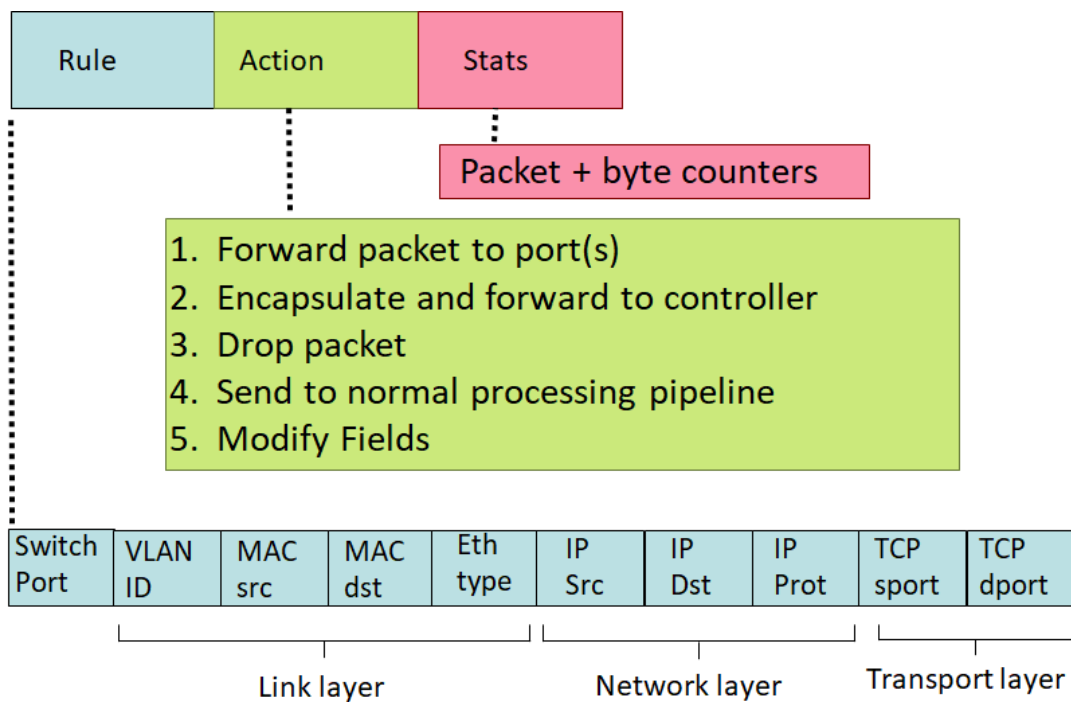 Rule Action Stats
Packet + byte counters
1. Forward packet to port(s)
2. Encapsulate and forward to controller
3. Drop packet
4. Send to normal processing pipeline
5. Modify Fields
Switch Port
VLAN ID
MAC src
MAC dst
Eth type
IP Src
IP Dst
IP Prot
TCP sport
TCP dport
Link layer
Network layer
Transport layer